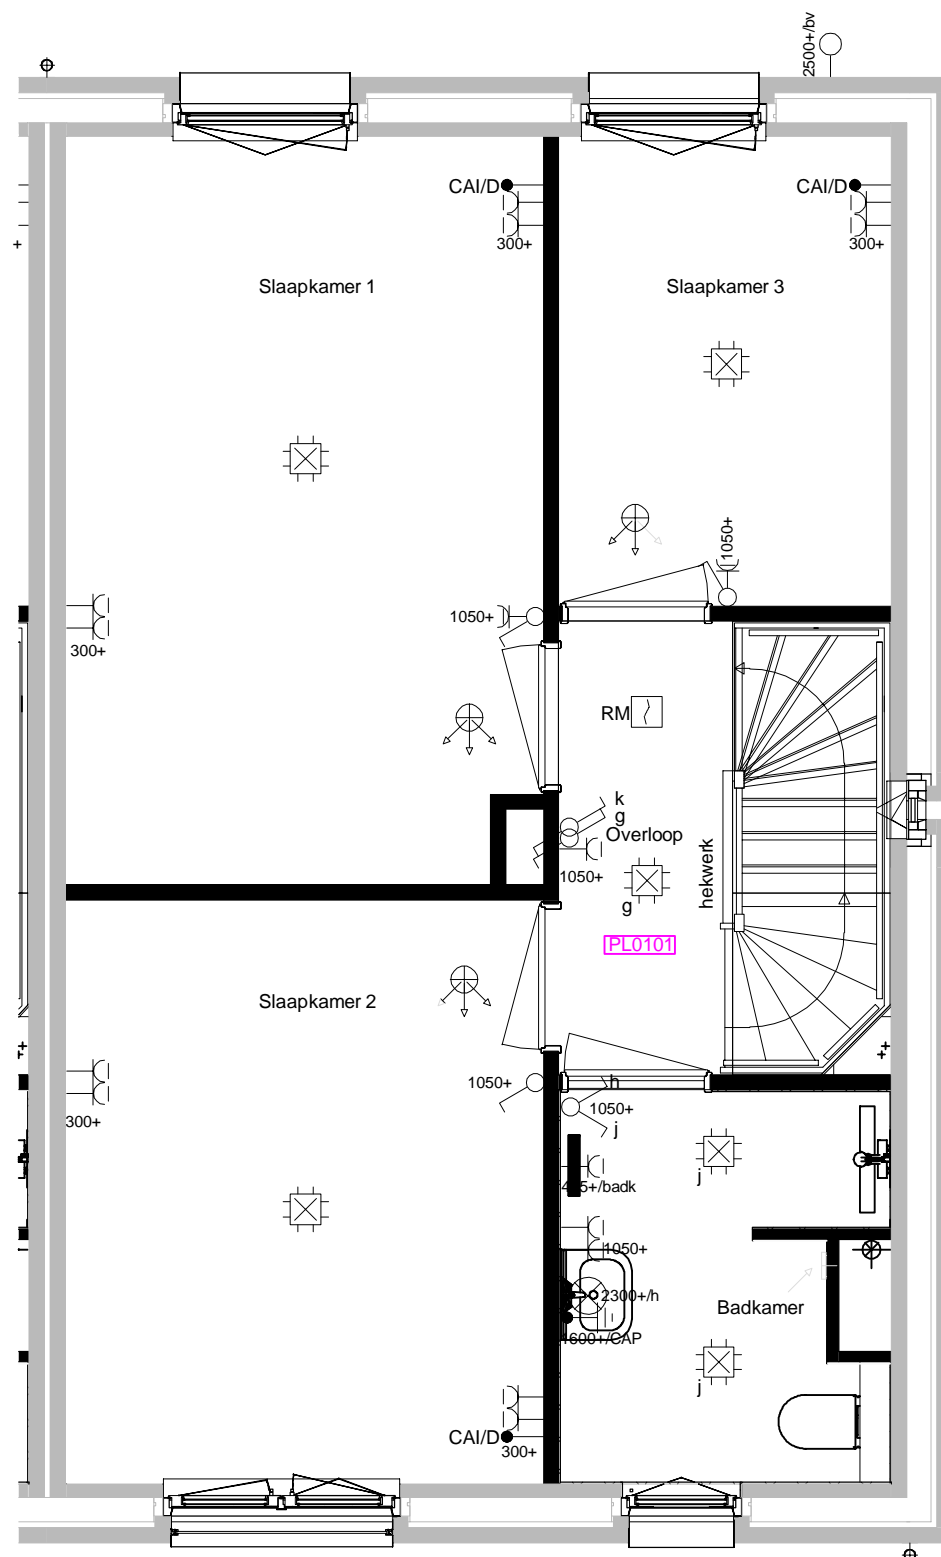 2500+/bv
CAI/D
300+
CAI/D
300+
+
Slaapkamer 1
Slaapkamer 3
1050+
1050+
300+
RM
k
g
Overloop
1050+
hekwerk
g
PL0101
Slaapkamer 2
++
++
1050+
h
1050+
j
300+
j
+/badk
1050+
2300+/h
Badkamer
1600+/CAP
j
CAI/D
300+